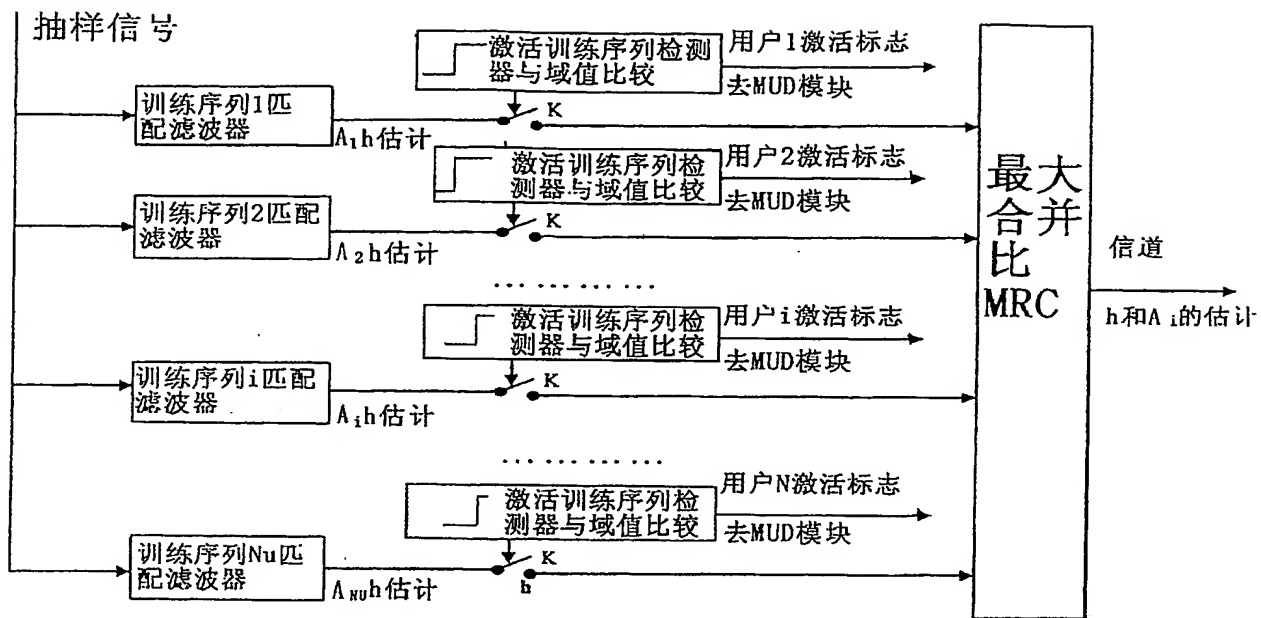 抽样信号
激活训练序列检测
器与域值比较
用户1激活标志
去MUD模块
训练序列1匹
配滤波器
A₁h估计
K
激活训练序列检
测器与域值比较
用户2激活标志
去MUD模块
训练序列2匹配
滤波器
A₂h估计
K
…………
激活训练序列检
测器与域值比较
用户i激活标志
去MUD模块
训练序列i匹配
滤波器
Aᵢh估计
K
…………
激活训练序列检
测器与域值比较
用户N激活标志
去MUD模块
训练序列Nu匹
配滤波器
A_NU h估计
K
h
最大
合并
比
MRC
信道
h和Aᵢ的估计